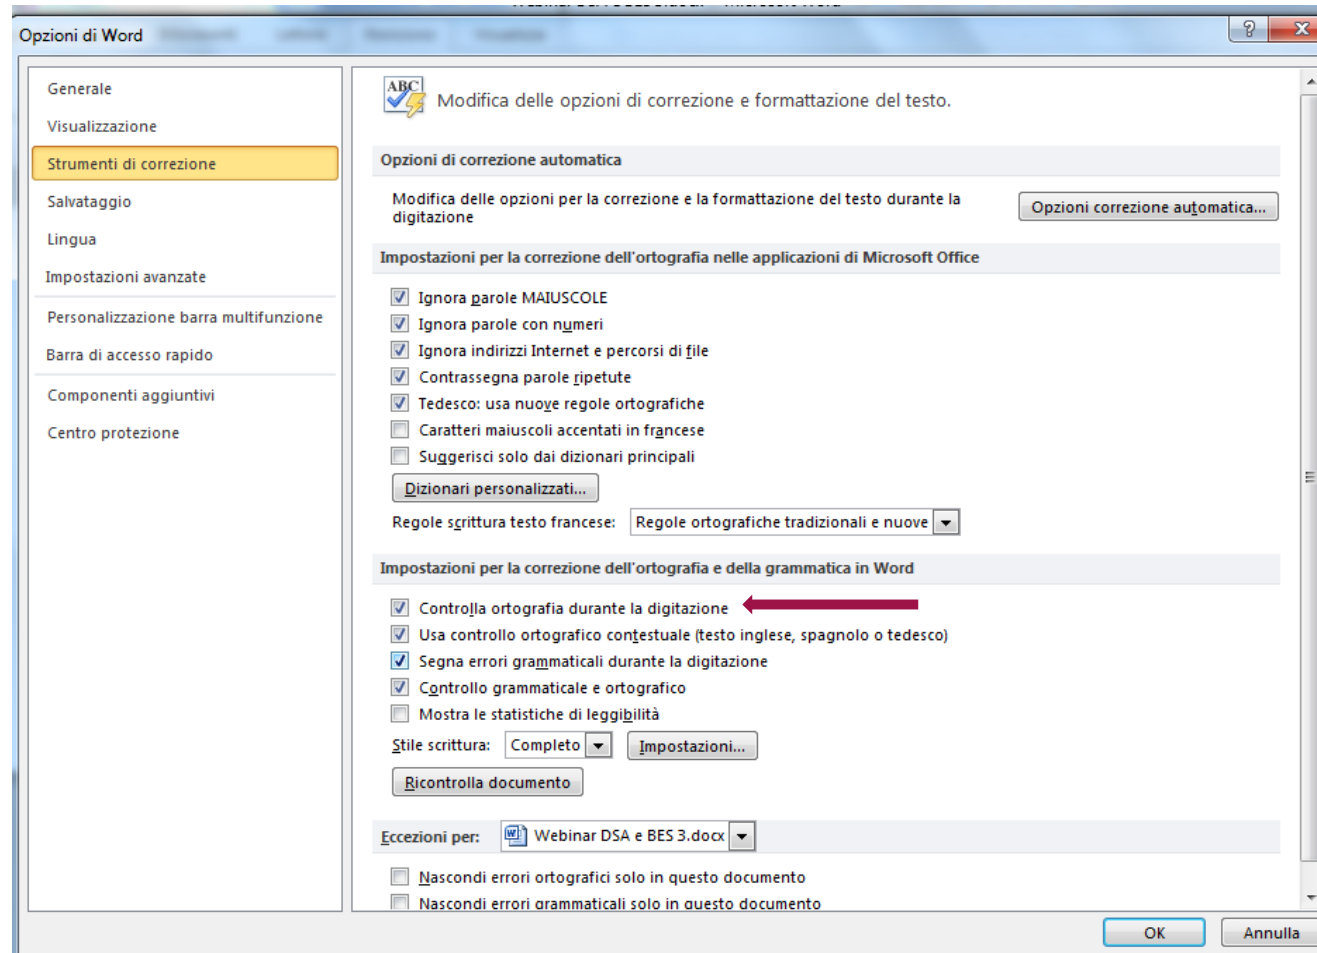 Opzioni di Word
Generale
Visualizzazione
Strumenti di correzione
Salvataggio
Lingua
Impostazioni avanzate
Personalizzazione barra multifunzione
Barra di accesso rapido
Componenti aggiuntivi
Centro protezione
ABC
Modifica delle opzioni di correzione e formattazione del testo.
Opzioni di correzione automatica
Modifica delle opzioni per la correzione e la formattazione del testo durante la
digitazione
Opzioni correzione automatica...
Impostazioni per la correzione dell'ortografia nelle applicazioni di Microsoft Office
Ignora parole MAIUSCOLE
Ignora parole con numeri
Ignora indirizzi Internet e percorsi di file
Contrassegna parole ripetute
Tedesco: usa nuove regole ortografiche
Caratteri maiuscoli accentati in francese
Suggerisci solo dai dizionari principali
Dizionari personalizzati...
Regole scrittura testo francese: Regole ortografiche tradizionali e nuove
Impostazioni per la correzione dell'ortografia e della grammatica in Word
Controlla ortografia durante la digitazione
Usa controllo ortografico contestuale (testo inglese, spagnolo o tedesco)
Segna errori grammaticali durante la digitazione
Controllo grammaticale e ortografico
Mostra le statistiche di leggibilità
Stile scrittura: Completo Impostazioni...
Ricontrolla documento
Eccezioni per: Webinar DSA e BES 3.docx
Nascondi errori ortografici solo in questo documento
Nascondi errori grammaticali solo in questo documento
OK Annulla